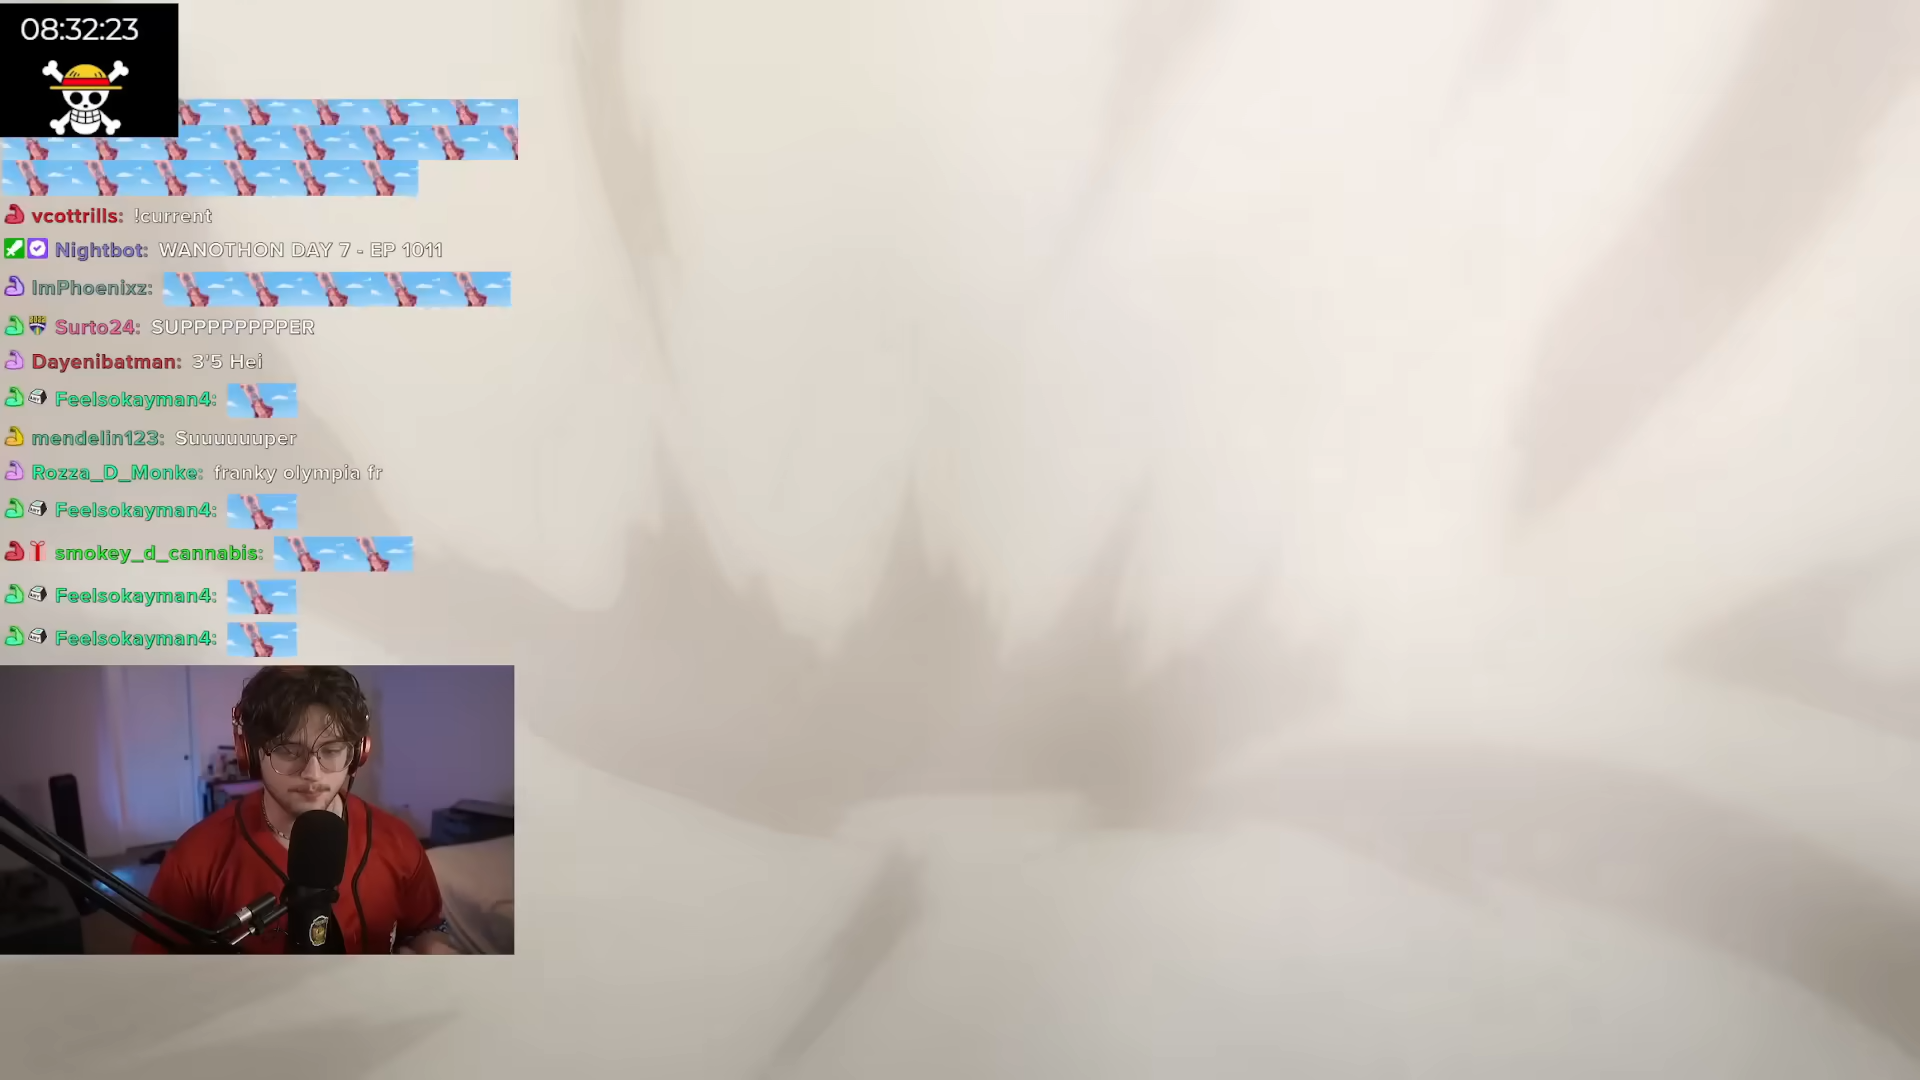 08:32:23
vcottrills: !current
Nightbot: WANOTHON DAY 7 - EP 1011
ImPhoenixz:
Surto24: SUPPPPPPPPER
Dayenibatman: 3'5 Hei
Feelsokayman4:
mendelin123: Suuuuuuper
Rozza_D_Monke: franky olympia fr
Feelsokayman4:
smokey_d_cannabis:
Feelsokayman4:
Feelsokayman4: